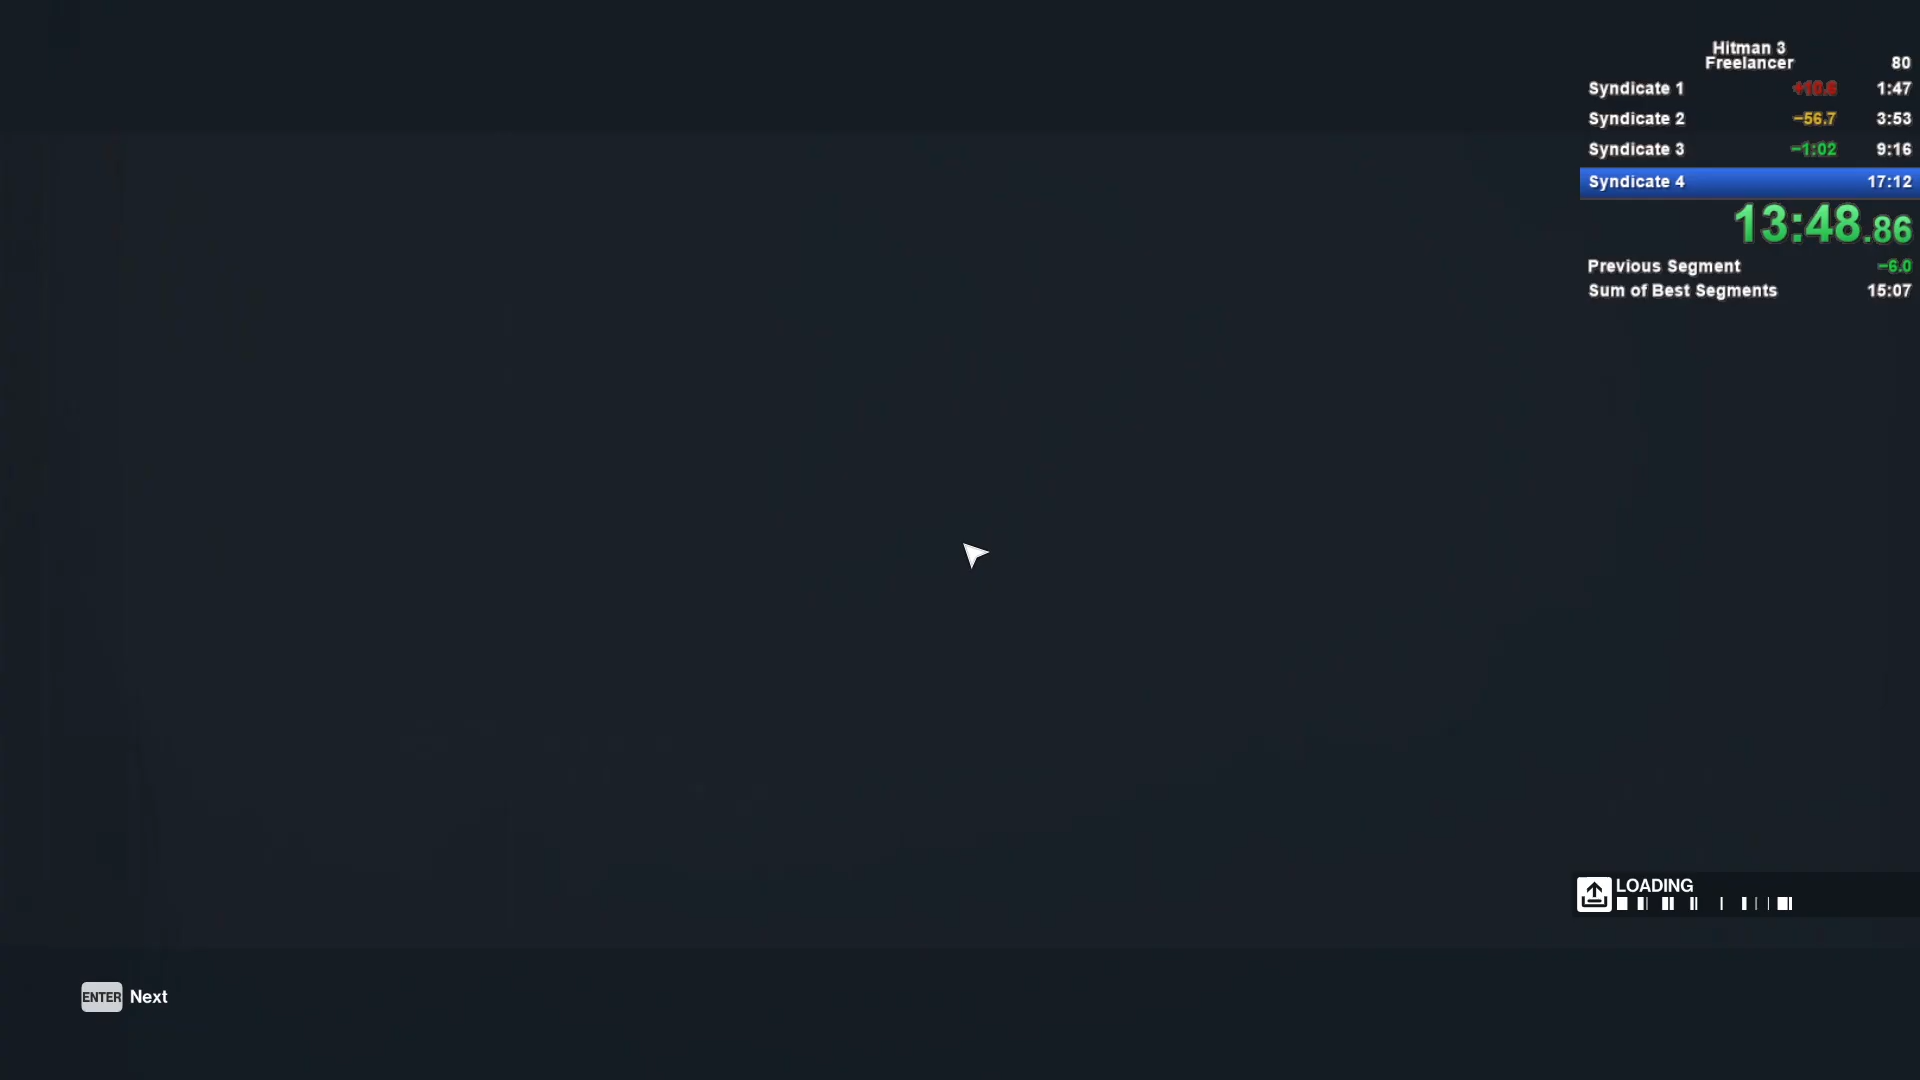 Hitman 3
Freelancer 80
Syndicate 1 +10.6 1:47
Syndicate 2 −56.7 3:53
Syndicate 3 −1:02 9:16
Syndicate 4 17:12
13:48.86
Previous Segment −6.0
Sum of Best Segments 15:07
LOADING
ENTER Next